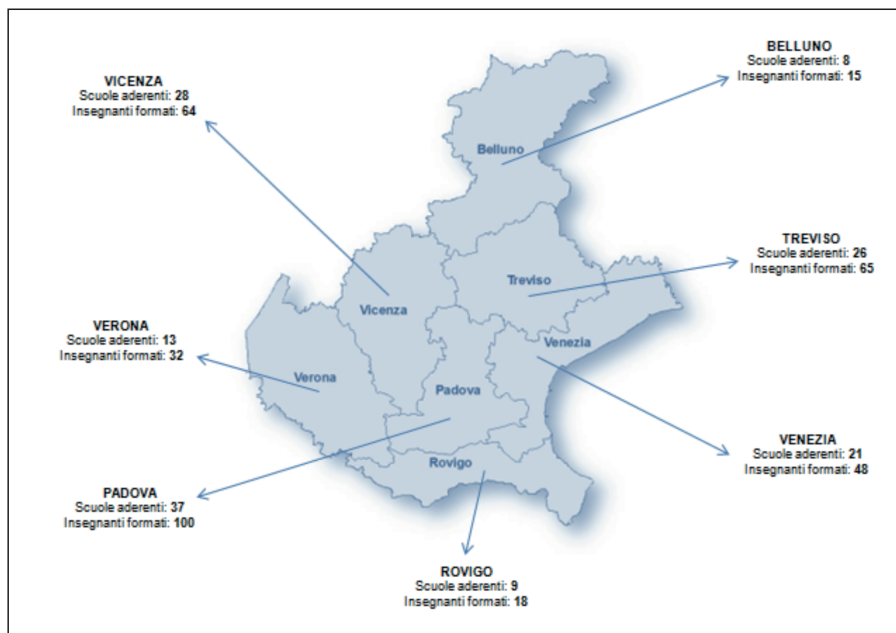 BELLUNO
Scuole aderenti: 8
Insegnanti formati: 15
VICENZA
Scuole aderenti: 28
Insegnanti formati: 64
Belluno
TREVISO
Scuole aderenti: 26
Insegnanti formati: 65
Treviso
Vicenza
VERONA
Scuole aderenti: 13
Insegnanti formati: 32
Venezia
Verona
Padova
VENEZIA
Scuole aderenti: 21
Insegnanti formati: 48
Rovigo
PADOVA
Scuole aderenti: 37
Insegnanti formati: 100
ROVIGO
Scuole aderenti: 9
Insegnanti formati: 18